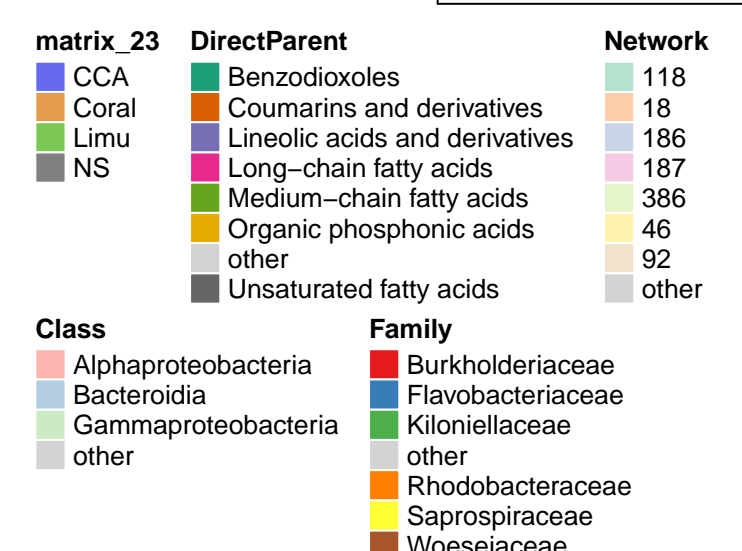 matrix_23
CCA
Coral
Limu
NS
DirectParent
Benzodioxoles
Coumarins and derivatives
Lineolic acids and derivatives
Long−chain fatty acids
Medium−chain fatty acids
Organic phosphonic acids
other
Unsaturated fatty acids
Network
118
18
186
187
386
46
92
other
Class
Alphaproteobacteria
Bacteroidia
Gammaproteobacteria
other
Family
Burkholderiaceae
Flavobacteriaceae
Kiloniellaceae
other
Rhodobacteraceae
Saprospiraceae
Woeseiaceae